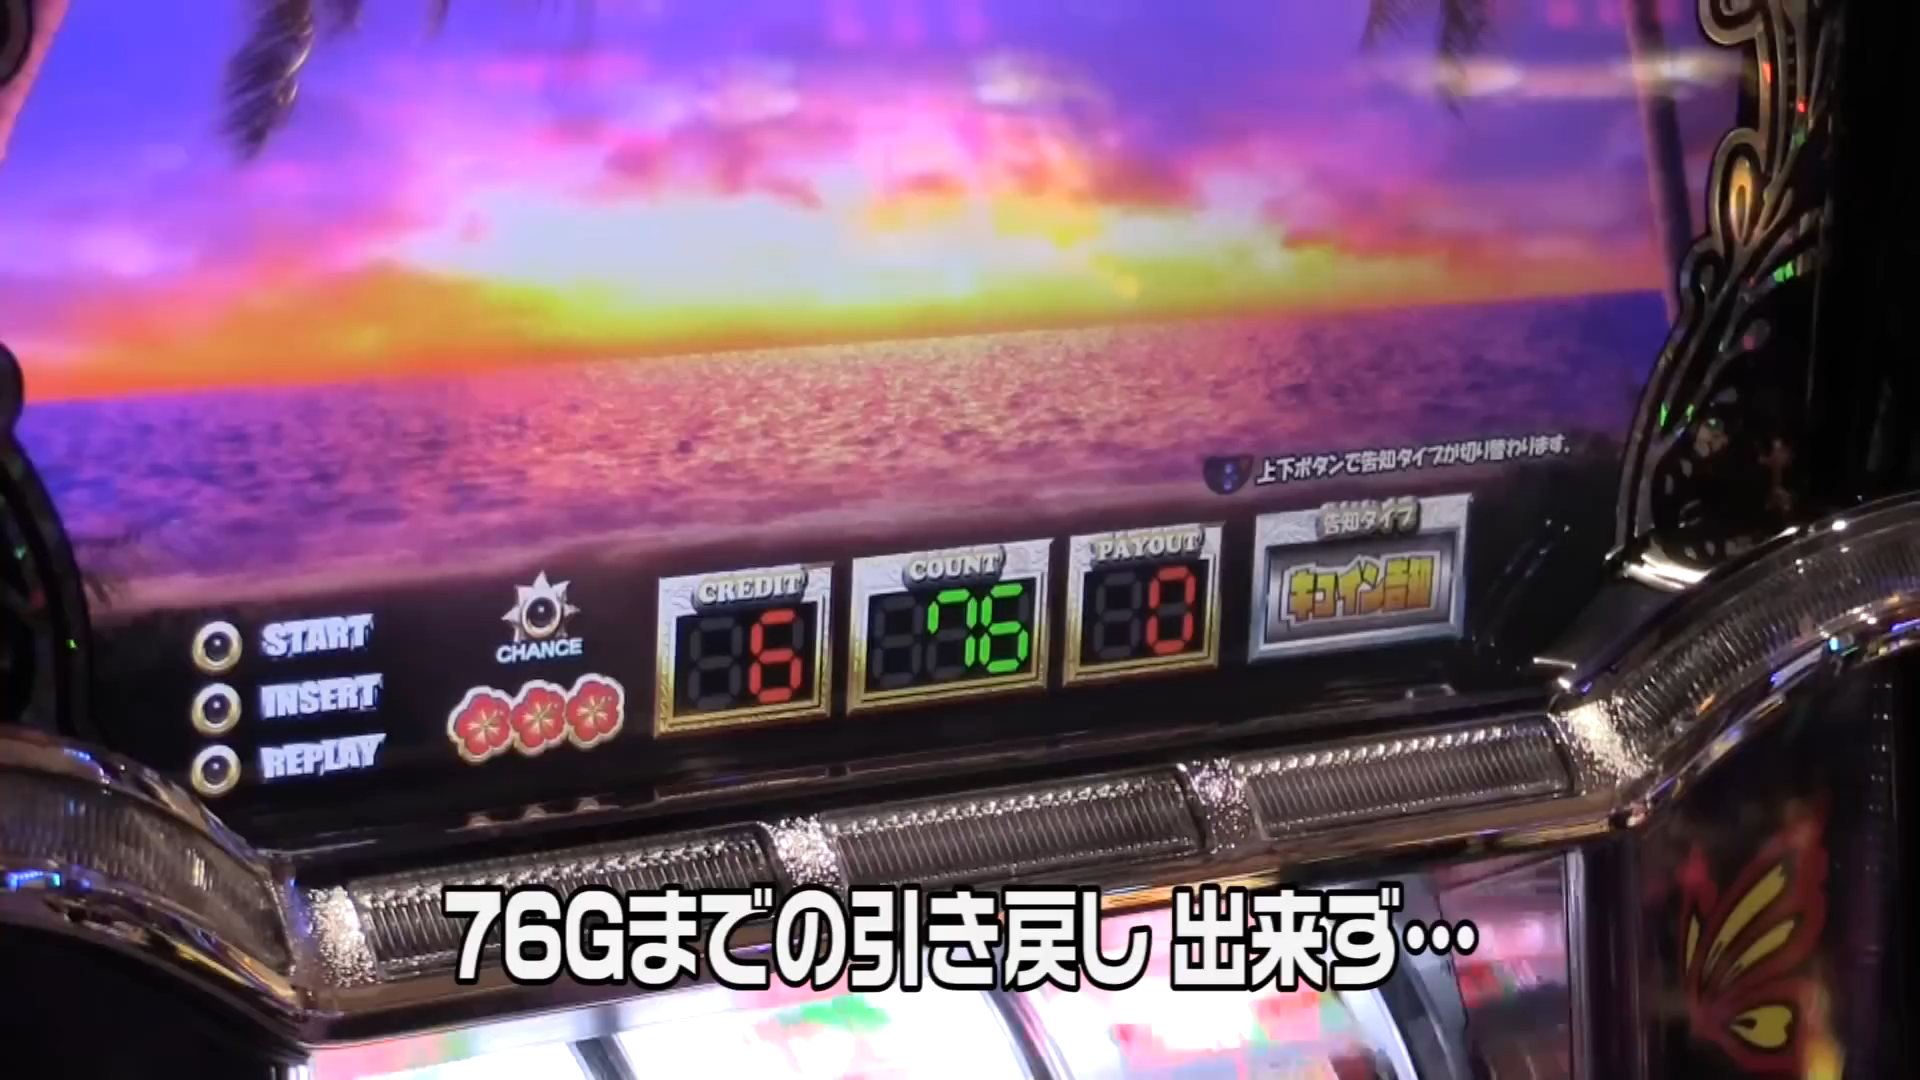 上下ボタンで告知タイプが切り替わります。
告知タイプ
キュイン告知
CREDIT
6
COUNT
76
PAYOUT
0
START
INSERT
REPLAY
CHANCE
76Gまでの引き戻し 出来ず…